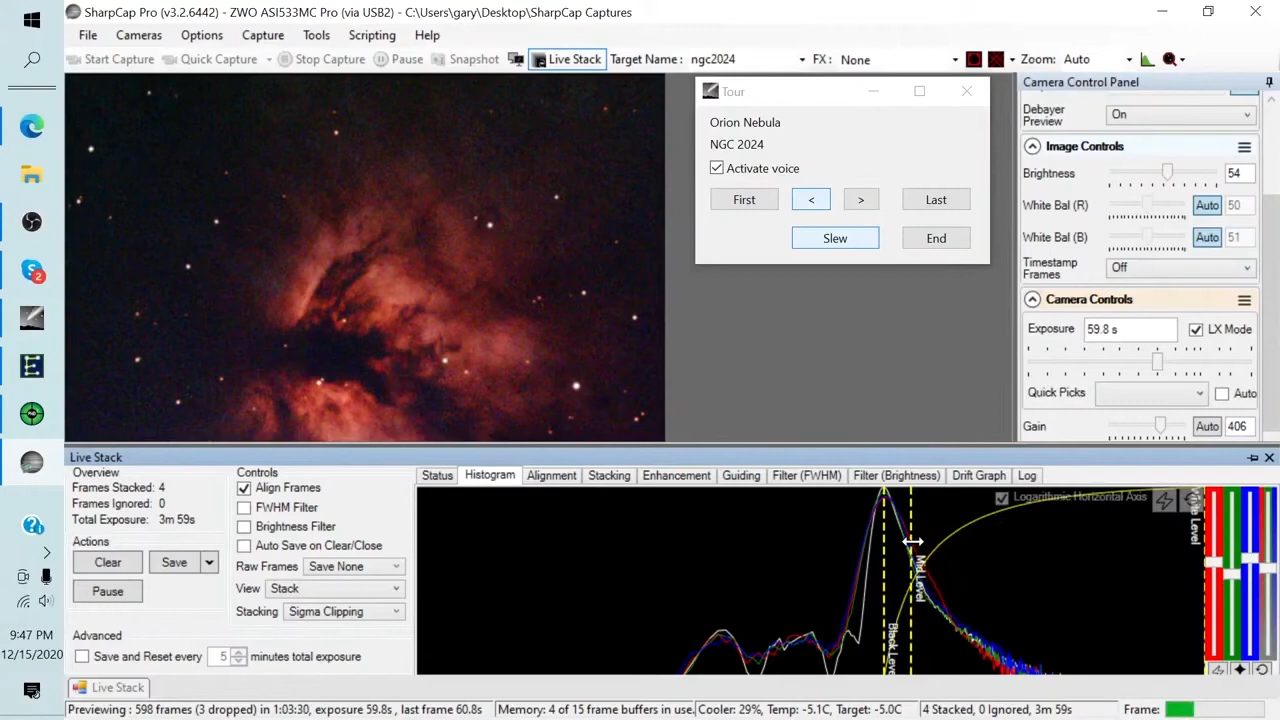 SharpCap Pro (v3.2.6442) - ZWO ASI533MC Pro (via USB2) - C:\Users\gary\Desktop\SharpCap Captures
File Cameras Options Capture Tools Scripting Help
Start Capture Quick Capture Stop Capture Pause Snapshot Live Stack Target Name : ngc2024 FX : None Zoom: Auto
Camera Control Panel
Tour
Orion Nebula
NGC 2024
Activate voice
First < > Last
Slew End
Debayer Preview On
Image Controls
Brightness 54
White Bal (R) Auto 50
White Bal (B) Auto 51
Timestamp Frames Off
Camera Controls
Exposure 59.8 s LX Mode
Quick Picks Auto
Gain Auto 406
Live Stack
Overview
Frames Stacked: 4
Frames Ignored: 0
Total Exposure: 3m 59s
Actions
Clear Save
Pause
Controls
Align Frames
FWHM Filter
Brightness Filter
Auto Save on Clear/Close
Raw Frames Save None
View Stack
Stacking Sigma Clipping
Advanced
Save and Reset every 5 minutes total exposure
Status Histogram Alignment Stacking Enhancement Guiding Filter (FWHM) Filter (Brightness) Drift Graph Log
Logarithmic Horizontal Axis
Black Level
Mid Level
White Level
Live Stack
Previewing : 598 frames (3 dropped) in 1:03:30, exposure 59.8s , last frame 60.8s
Memory: 4 of 15 frame buffers in use.
Cooler: 29%, Temp: -5.1C, Target: -5.0C
4 Stacked, 0 Ignored, 3m 59s
Frame:
2
9:47 PM
12/15/2020